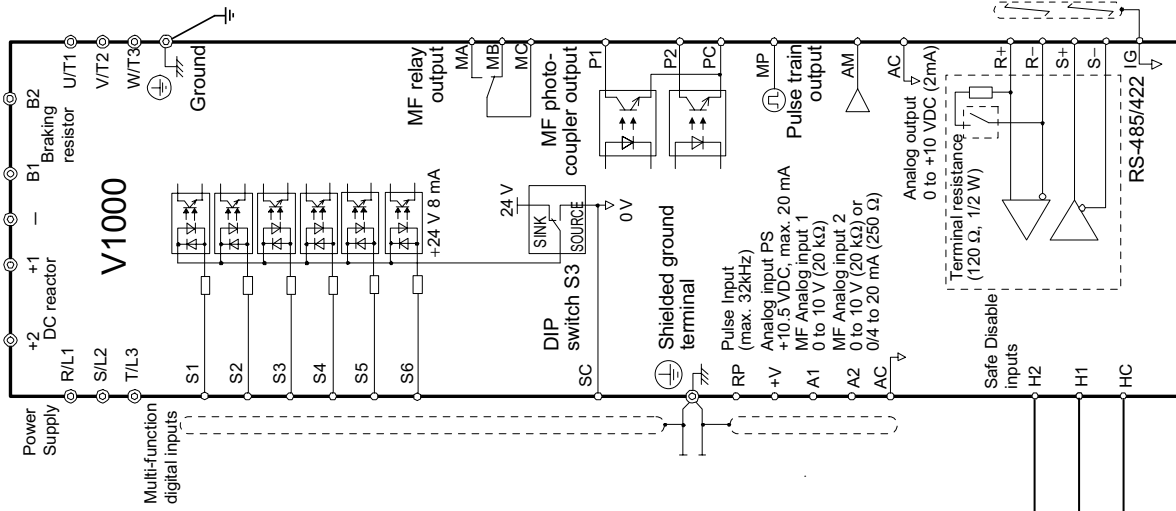 B2
Braking
resistor
B1
−
+1
DC reactor
+2
U/T1
V/T2
W/T3
Ground
V1000
R/L1
S/L2
T/L3
Power
Supply
Multi-function
digital inputs
S1
S2
S3
S4
S5
S6
+24 V 8 mA
24 V
SINK
SOURCE
0 V
DIP
switch S3
SC
MF relay
output
MA
MB
MC
MF photo-
coupler output
P1
P2
PC
MP
Pulse train
output
AM
AC
Analog output
0 to +10 VDC (2mA)
Shielded ground
terminal
RP
Pulse Input
(max. 32kHz)
+V
Analog input PS
+10.5 VDC, max. 20 mA
A1
MF Analog input 1
0 to 10 V (20 kΩ)
A2
MF Analog input 2
0 to 10 V (20 kΩ) or
0/4 to 20 mA (250 Ω)
AC
R+
R−
S+
S−
IG
RS-485/422
Terminal resistance
(120 Ω, 1/2 W)
Safe Disable
inputs
H2
H1
HC